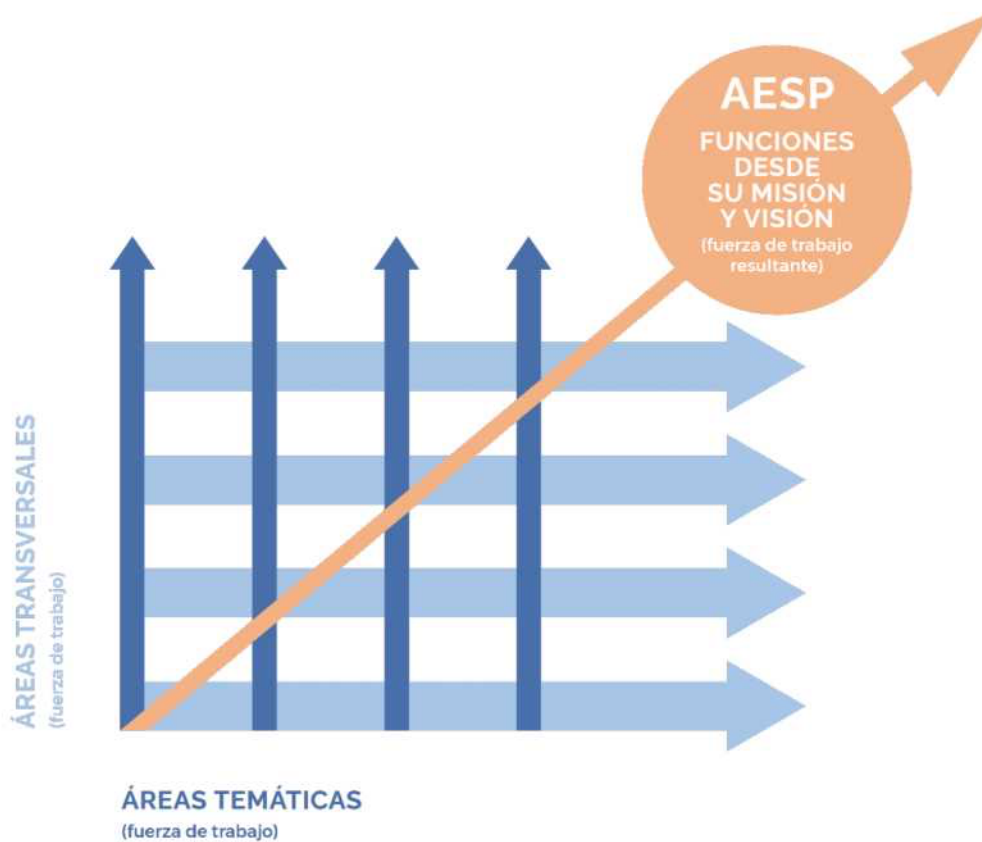 AESP
FUNCIONES
DESDE
SU MISIÓN
Y VISIÓN
(fuerza de trabajo
resultante)
ÁREAS TRANSVERSALES
(fuerza de trabajo)
ÁREAS TEMÁTICAS
(fuerza de trabajo)